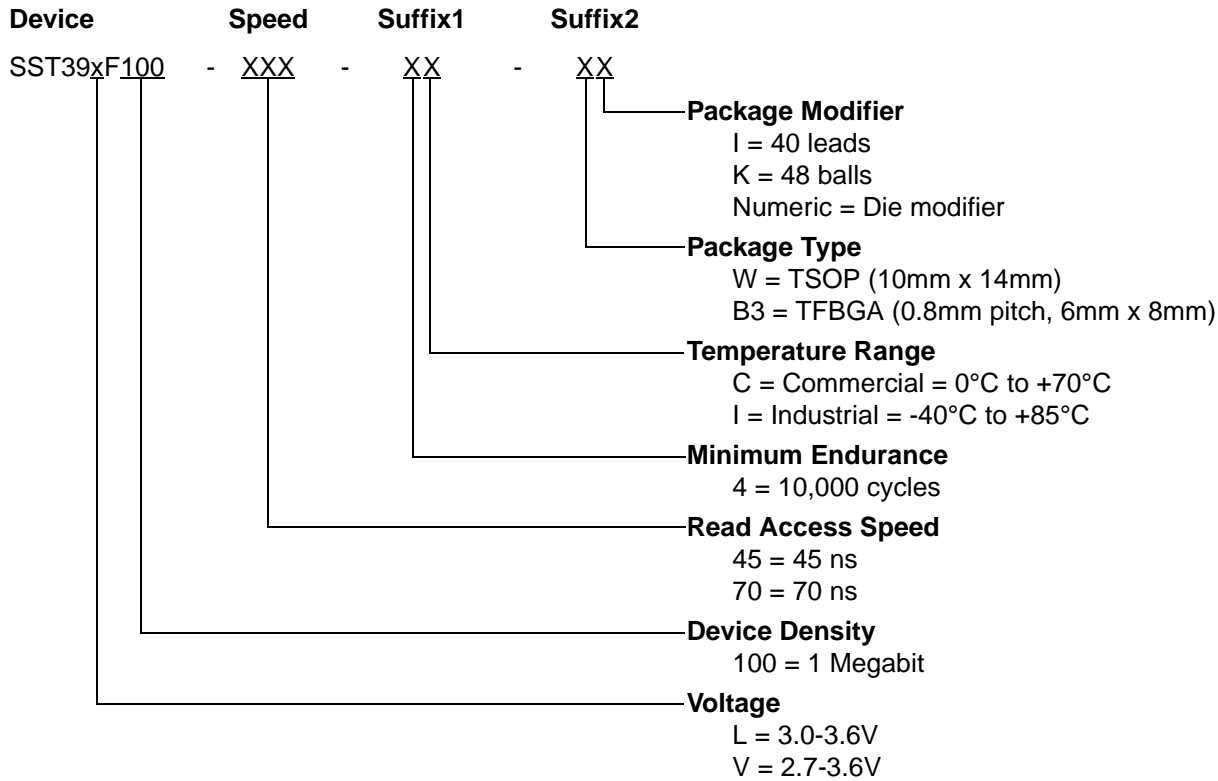 Device Speed Suffix1 Suffix2
SST39xF100 - XXX - XX - XX
Package Modifier
I = 40 leads
K = 48 balls
Numeric = Die modifier
Package Type
W = TSOP (10mm x 14mm)
B3 = TFBGA (0.8mm pitch, 6mm x 8mm)
Temperature Range
C = Commercial = 0°C to +70°C
I = Industrial = -40°C to +85°C
Minimum Endurance
4 = 10,000 cycles
Read Access Speed
45 = 45 ns
70 = 70 ns
Device Density
100 = 1 Megabit
Voltage
L = 3.0-3.6V
V = 2.7-3.6V